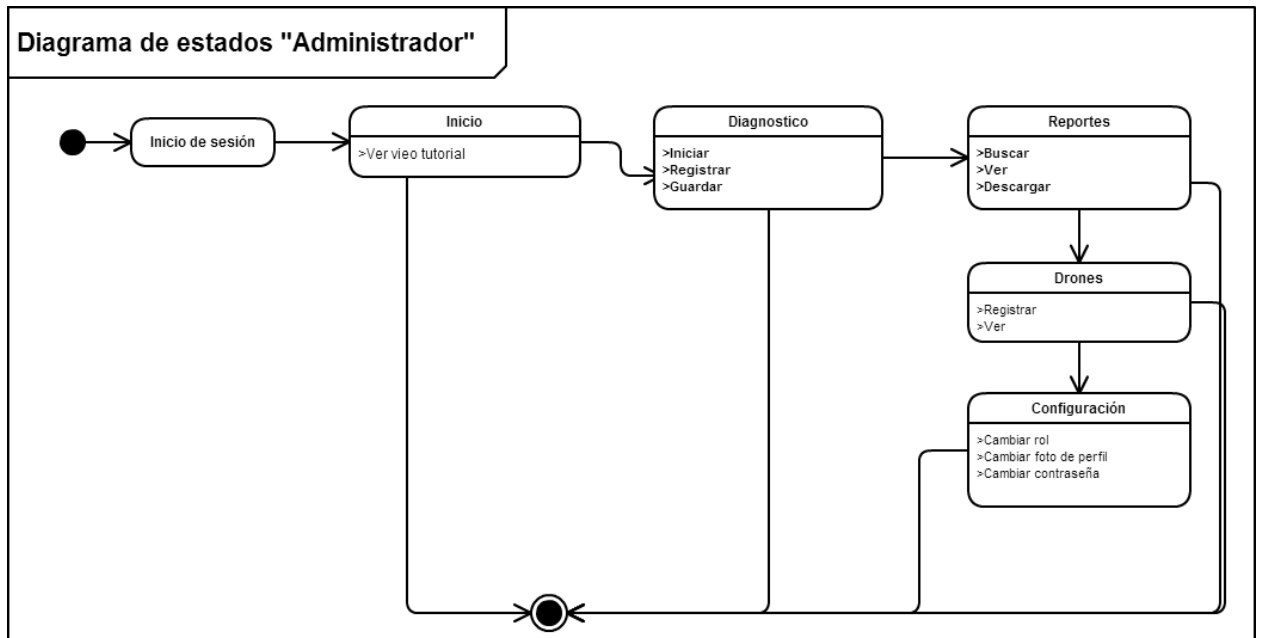 Diagrama de estados "Administrador"
Inicio de sesión
Inicio
>Ver vieo tutorial
Diagnostico
>Iniciar
>Registrar
>Guardar
Reportes
>Buscar
>Ver
>Descargar
Drones
>Registrar
>Ver
Configuración
>Cambiar rol
>Cambiar foto de perfil
>Cambiar contraseña